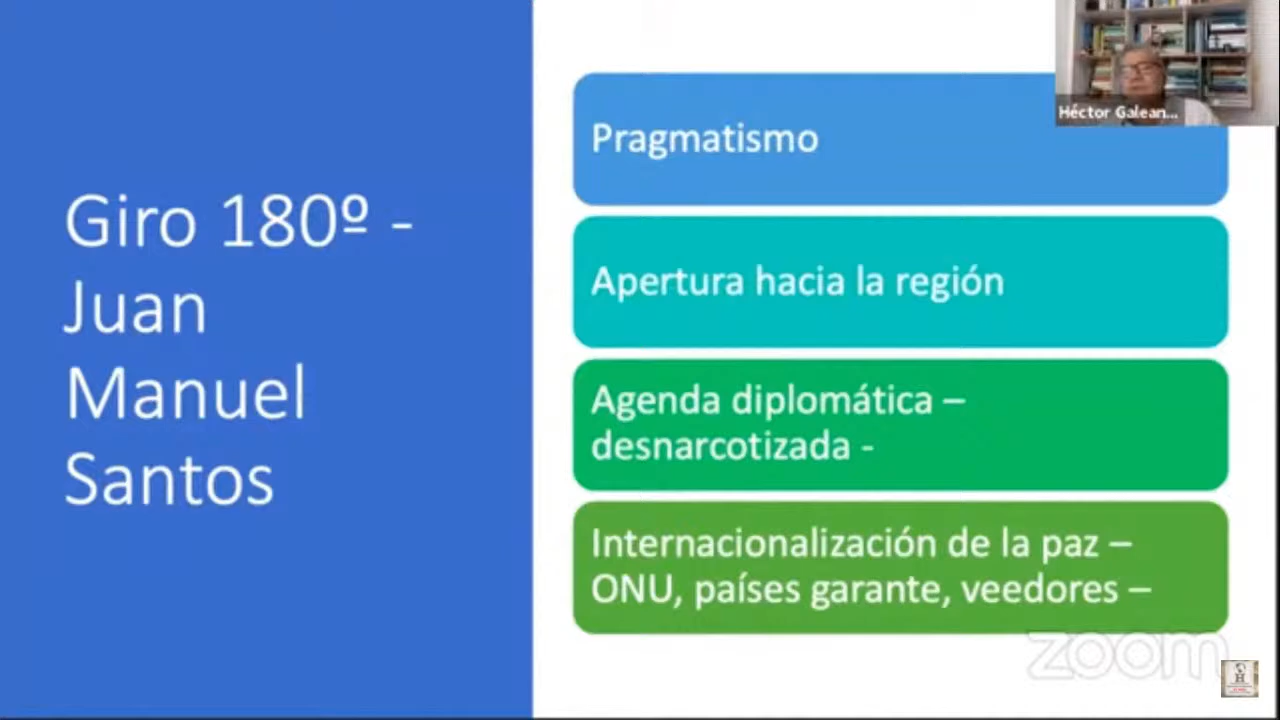 Giro 180º -
Juan
Manuel
Santos
Pragmatismo
Apertura hacia la región
Agenda diplomática –
desnarcotizada -
Internacionalización de la paz –
ONU, países garante, veedores –
Héctor Galean...
zoom
H